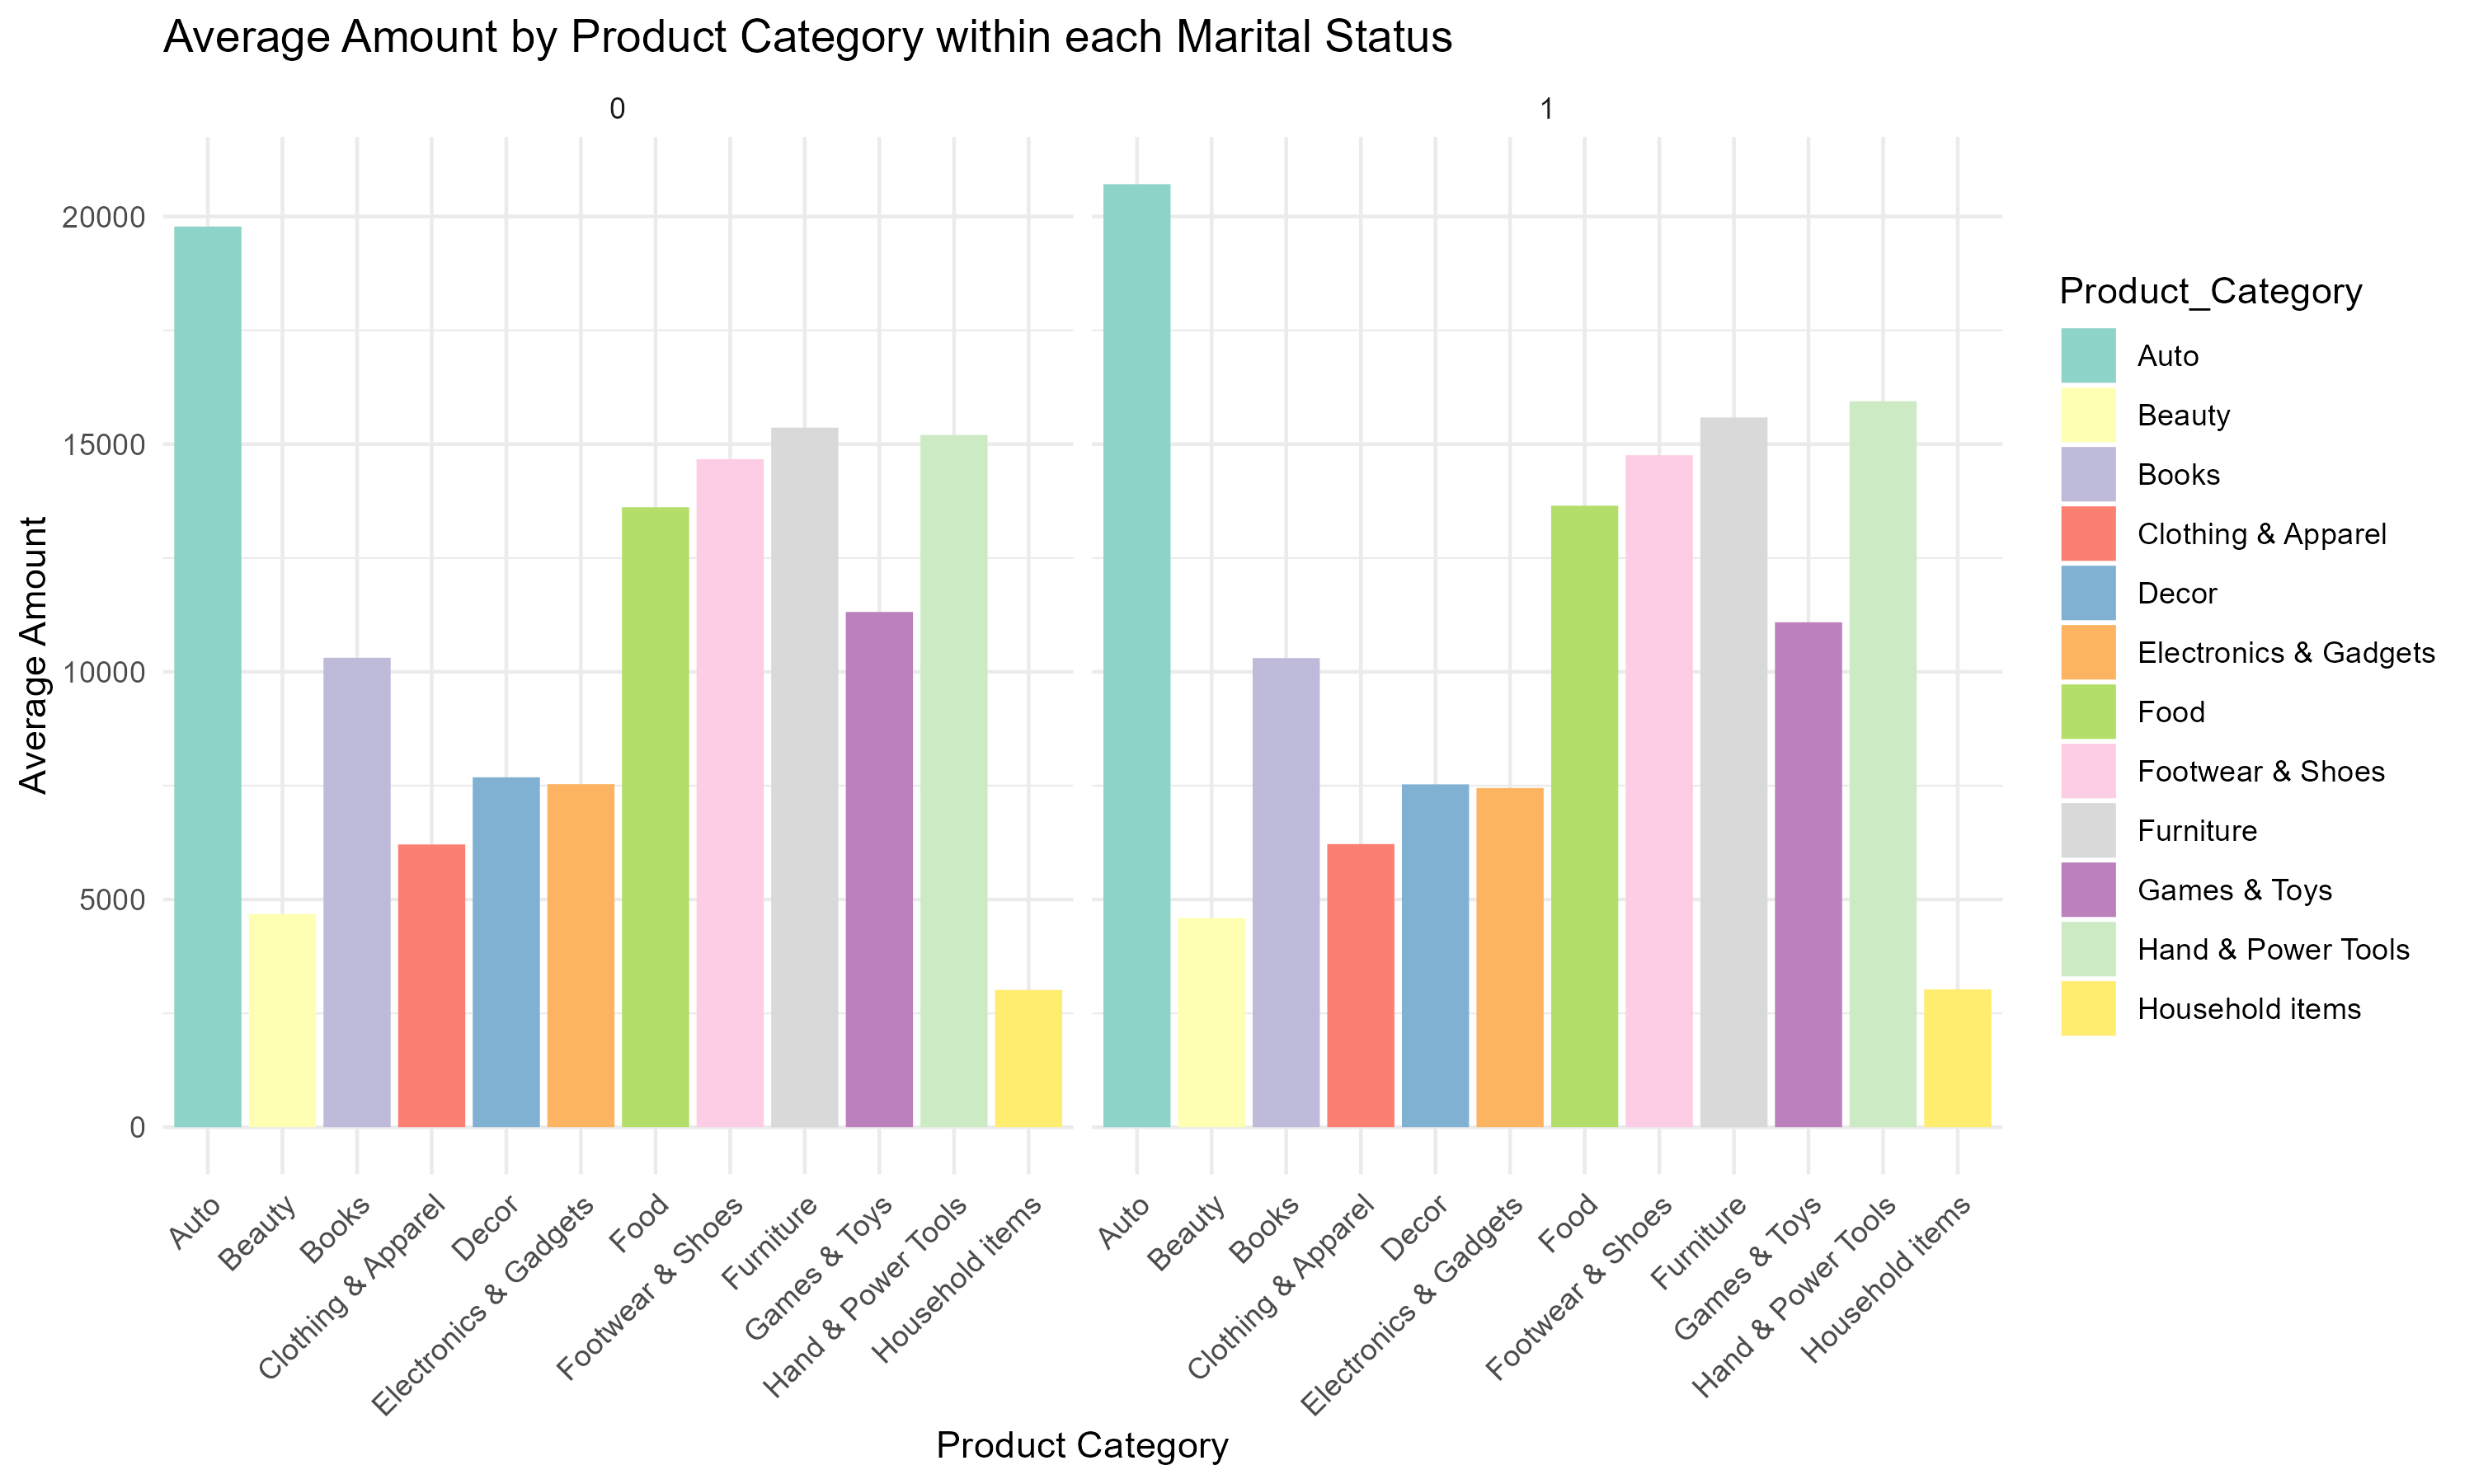 Average Amount by Product Category within each Marital Status
0
1
20000
15000
10000
5000
0
Average Amount
Auto
Beauty
Books
Clothing & Apparel
Decor
Electronics & Gadgets
Food
Footwear & Shoes
Furniture
Games & Toys
Hand & Power Tools
Household items
Auto
Beauty
Books
Clothing & Apparel
Decor
Electronics & Gadgets
Food
Footwear & Shoes
Furniture
Games & Toys
Hand & Power Tools
Household items
Product Category
Product_Category
Auto
Beauty
Books
Clothing & Apparel
Decor
Electronics & Gadgets
Food
Footwear & Shoes
Furniture
Games & Toys
Hand & Power Tools
Household items